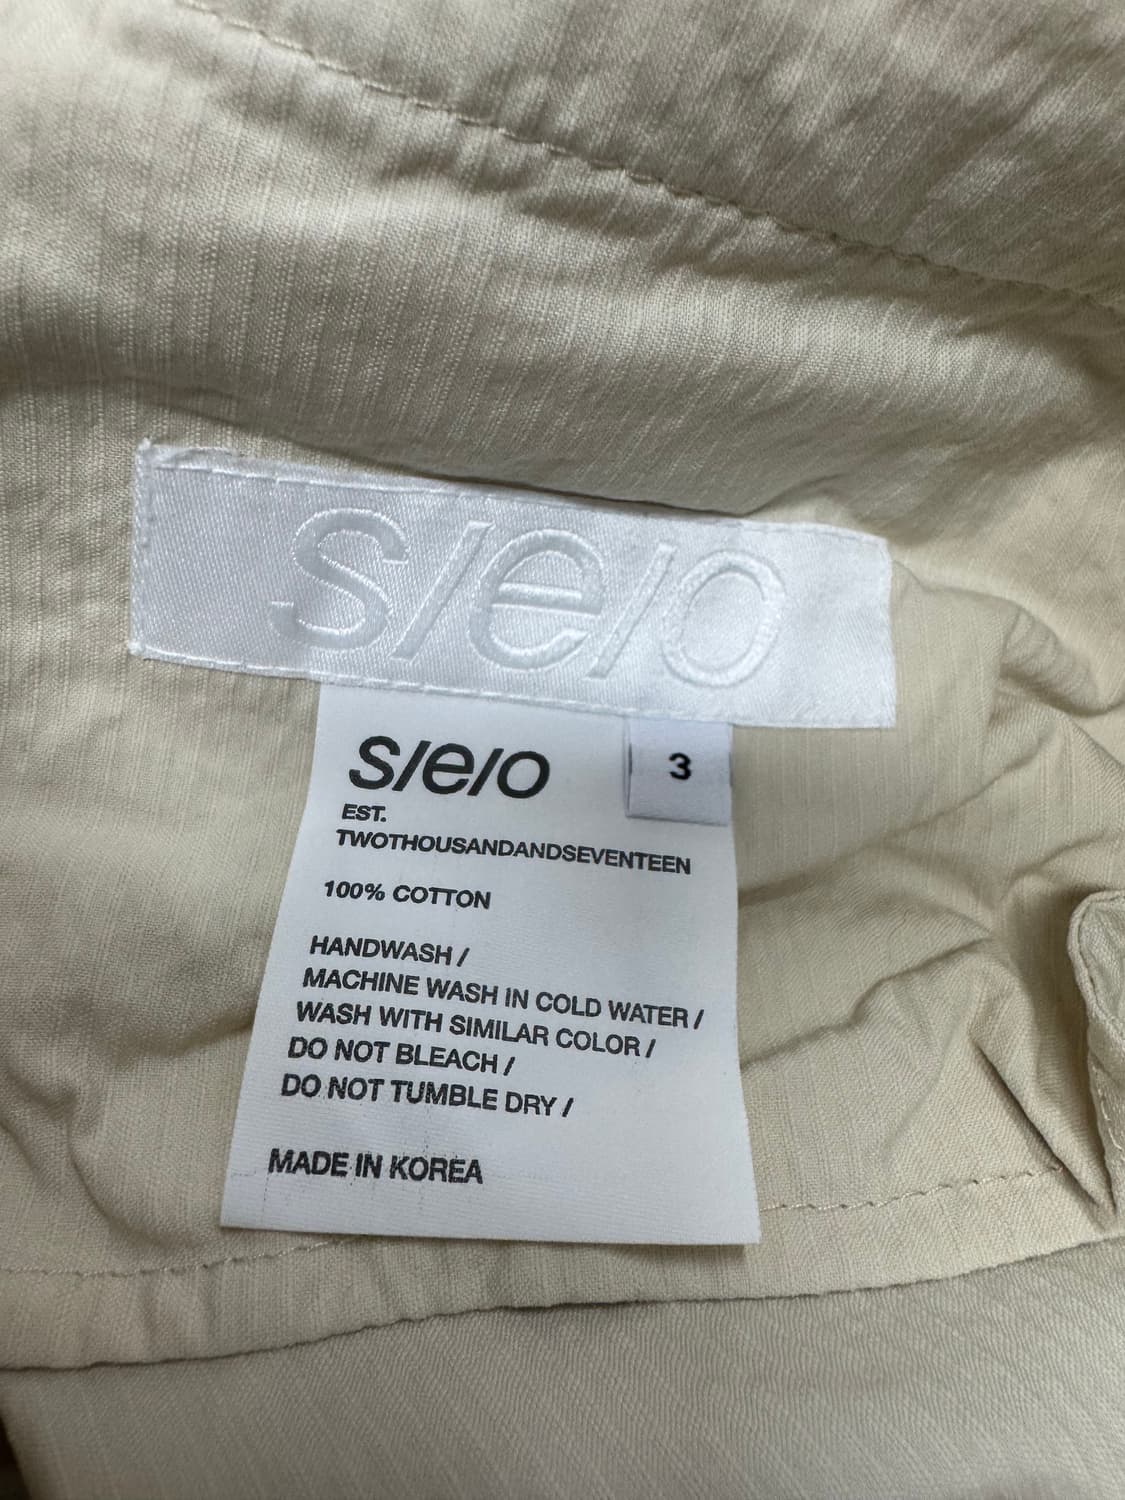 s/e/o
s/e/o
3
EST.
TWOTHOUSANDANDSEVENTEEN
100% COTTON
HANDWASH /
MACHINE WASH IN COLD WATER /
WASH WITH SIMILAR COLOR /
DO NOT BLEACH /
DO NOT TUMBLE DRY /
MADE IN KOREA